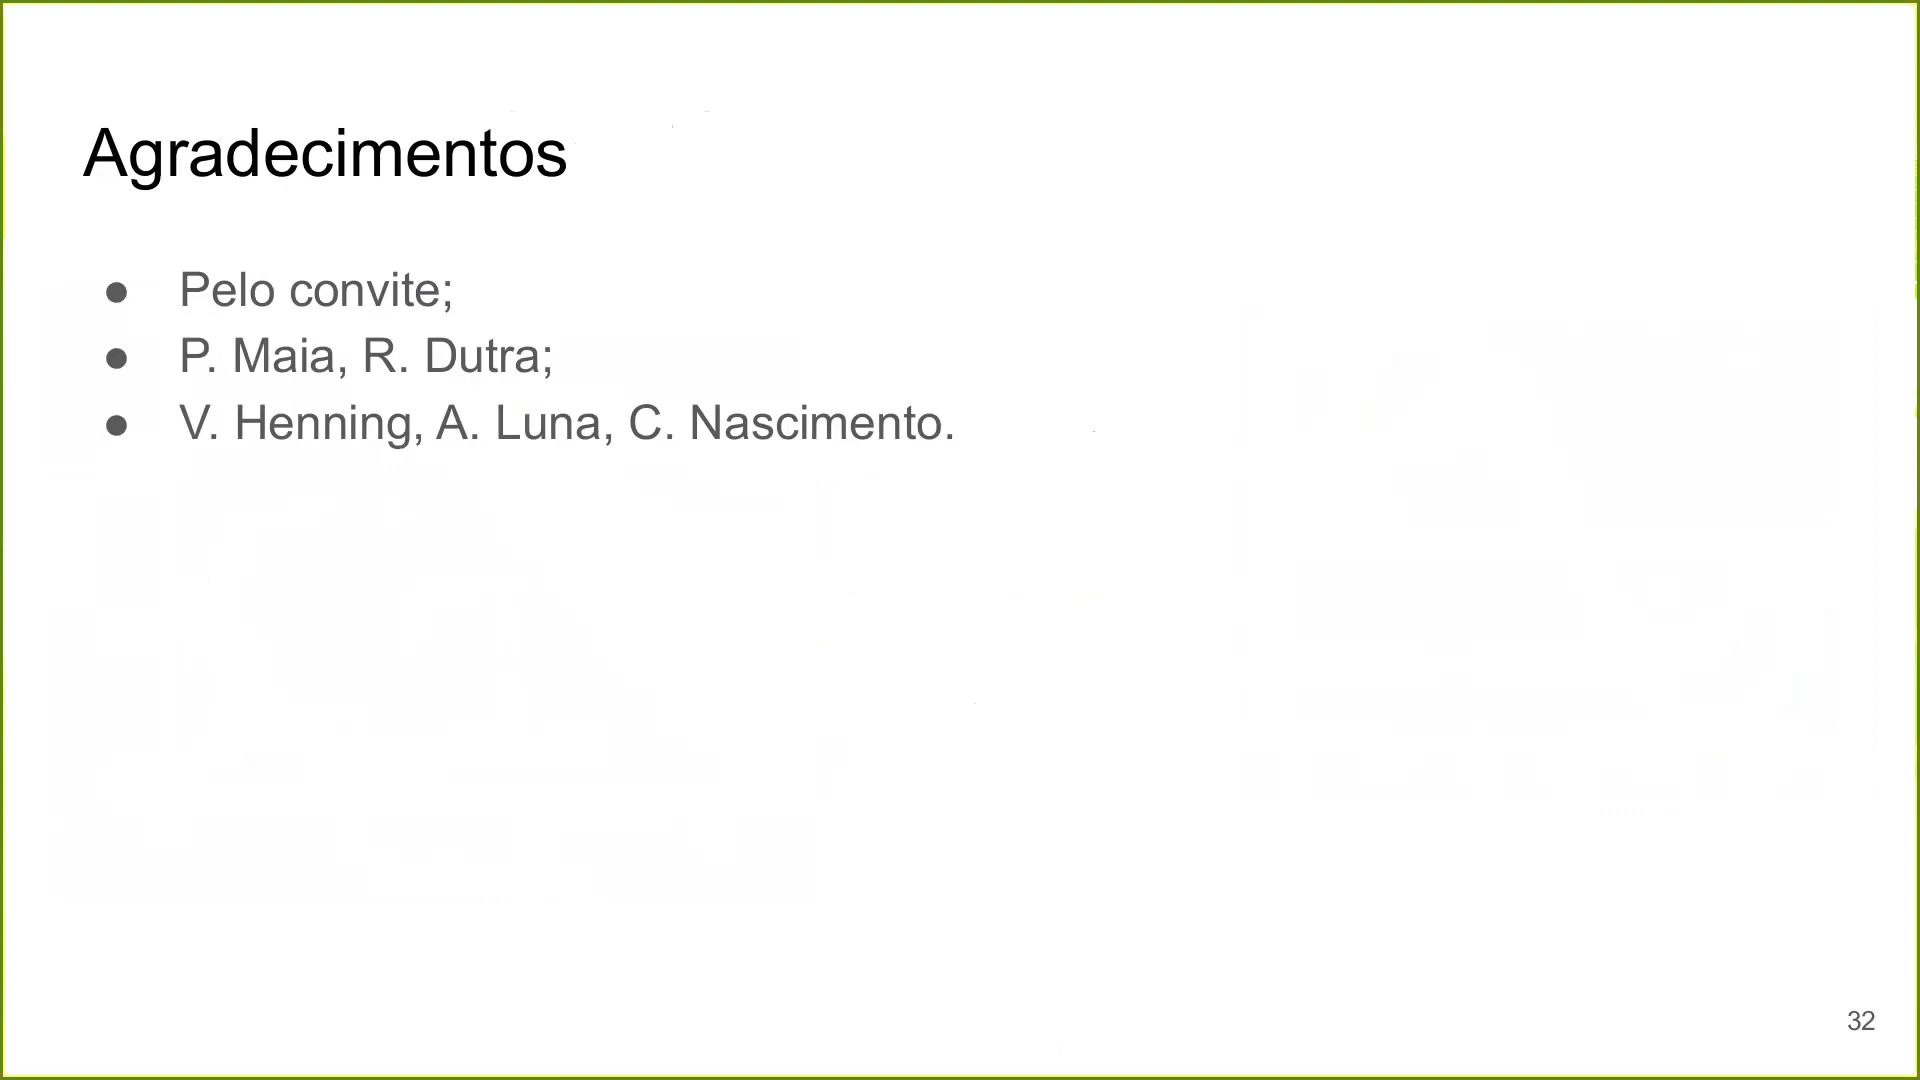 Agradecimentos
● Pelo convite;
● P. Maia, R. Dutra;
● V. Henning, A. Luna, C. Nascimento.
32